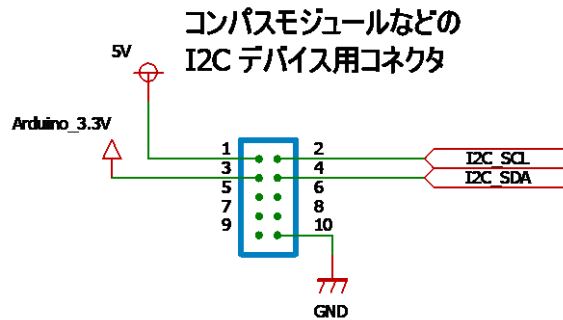 コンパスモジュールなどの
I2C デバイス用コネクタ
5V
Arduino_3.3V
1 2
3 4
5 6
7 8
9 10
I2C_SCL
I2C_SDA
GND